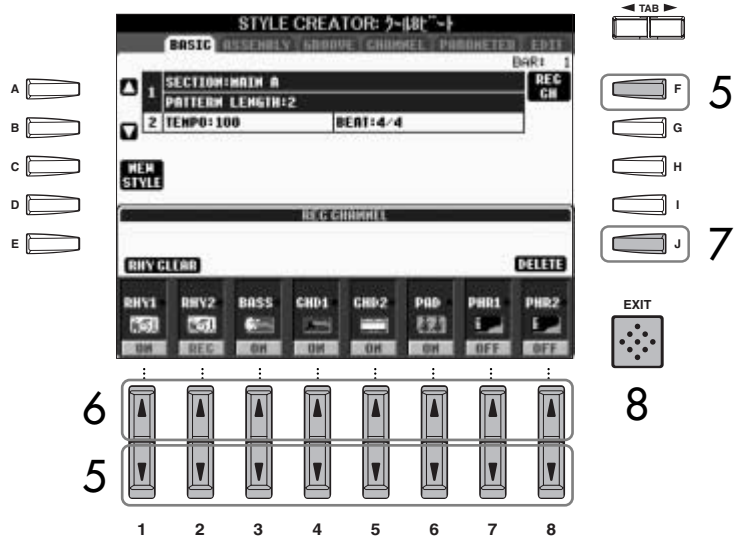 ◄ TAB ►
STYLE CREATOR: クール８ビート
BASIC ASSEMBLY GROOVE CHANNEL PARAMETER EDIT
BAR: 1
1 SECTION:MAIN A
PATTERN LENGTH:2
REC CH
2 TEMPO:100 BEAT:4/4
NEW STYLE
A
B
C
D
E
F
G
H
I
J
5
7
REC CHANNEL
RHY CLEAR
DELETE
RHY1 RHY2 BASS CHD1 CHD2 PAD PHR1 PHR2
ON REC ON ON ON ON OFF OFF
EXIT
8
6
5
1 2 3 4 5 6 7 8